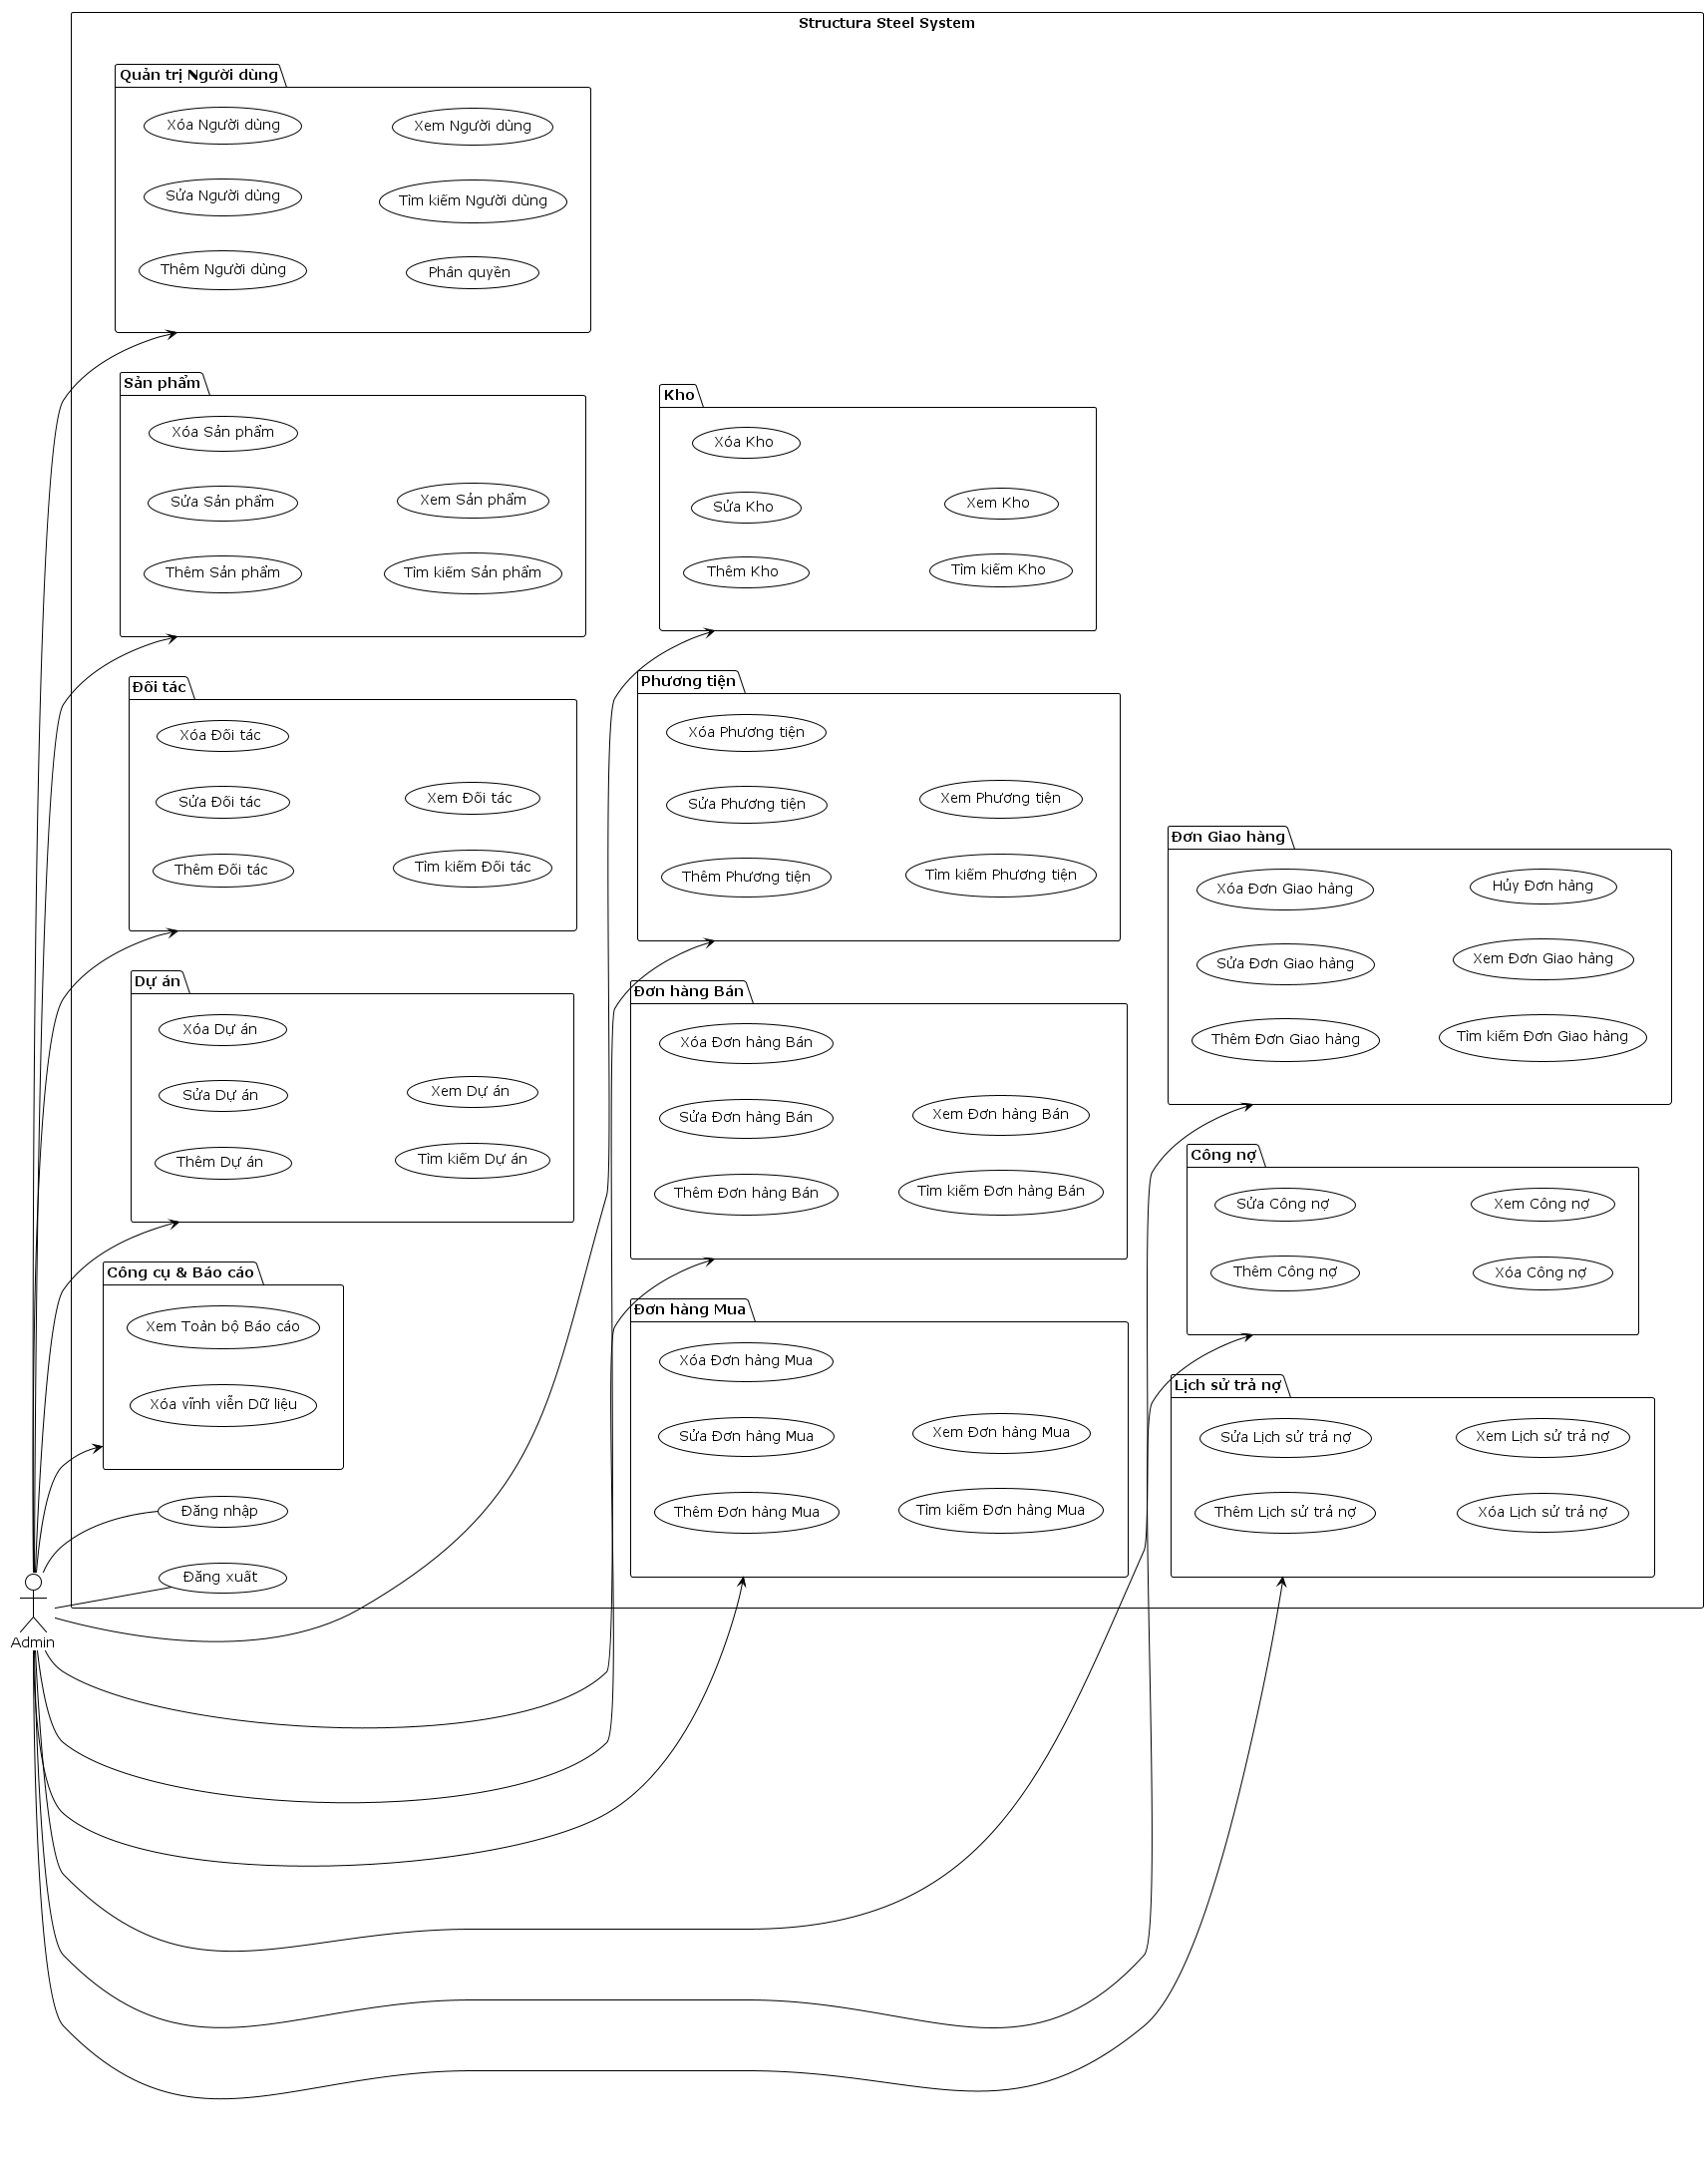 Structura Steel System
Quản trị Người dùng
Xóa Người dùng
Xem Người dùng
Sửa Người dùng
Tìm kiếm Người dùng
Thêm Người dùng
Phân quyền
Sản phẩm
Xóa Sản phẩm
Sửa Sản phẩm
Xem Sản phẩm
Thêm Sản phẩm
Tìm kiếm Sản phẩm
Kho
Xóa Kho
Sửa Kho
Xem Kho
Thêm Kho
Tìm kiếm Kho
Đối tác
Xóa Đối tác
Sửa Đối tác
Xem Đối tác
Thêm Đối tác
Tìm kiếm Đối tác
Phương tiện
Xóa Phương tiện
Sửa Phương tiện
Xem Phương tiện
Thêm Phương tiện
Tìm kiếm Phương tiện
Đơn Giao hàng
Xóa Đơn Giao hàng
Hủy Đơn hàng
Sửa Đơn Giao hàng
Xem Đơn Giao hàng
Thêm Đơn Giao hàng
Tìm kiếm Đơn Giao hàng
Dự án
Xóa Dự án
Sửa Dự án
Xem Dự án
Thêm Dự án
Tìm kiếm Dự án
Đơn hàng Bán
Xóa Đơn hàng Bán
Sửa Đơn hàng Bán
Xem Đơn hàng Bán
Thêm Đơn hàng Bán
Tìm kiếm Đơn hàng Bán
Công nợ
Sửa Công nợ
Xem Công nợ
Thêm Công nợ
Xóa Công nợ
Công cụ & Báo cáo
Xem Toàn bộ Báo cáo
Xóa vĩnh viễn Dữ liệu
Đơn hàng Mua
Xóa Đơn hàng Mua
Sửa Đơn hàng Mua
Xem Đơn hàng Mua
Thêm Đơn hàng Mua
Tìm kiếm Đơn hàng Mua
Lịch sử trả nợ
Sửa Lịch sử trả nợ
Xem Lịch sử trả nợ
Thêm Lịch sử trả nợ
Xóa Lịch sử trả nợ
Đăng nhập
Đăng xuất
Admin